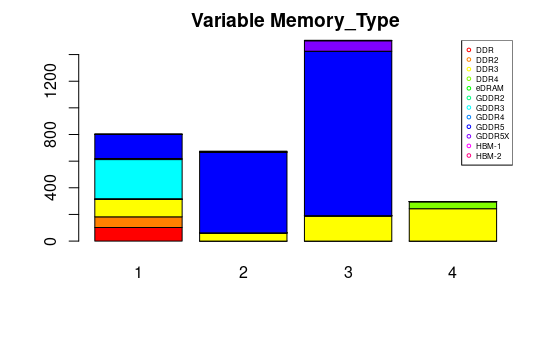 Variable Memory_Type
DDR
DDR2
DDR3
DDR4
eDRAM
GDDR2
GDDR3
GDDR4
GDDR5
GDDR5X
HBM-1
HBM-2
1200
800
400
0
1 2 3 4